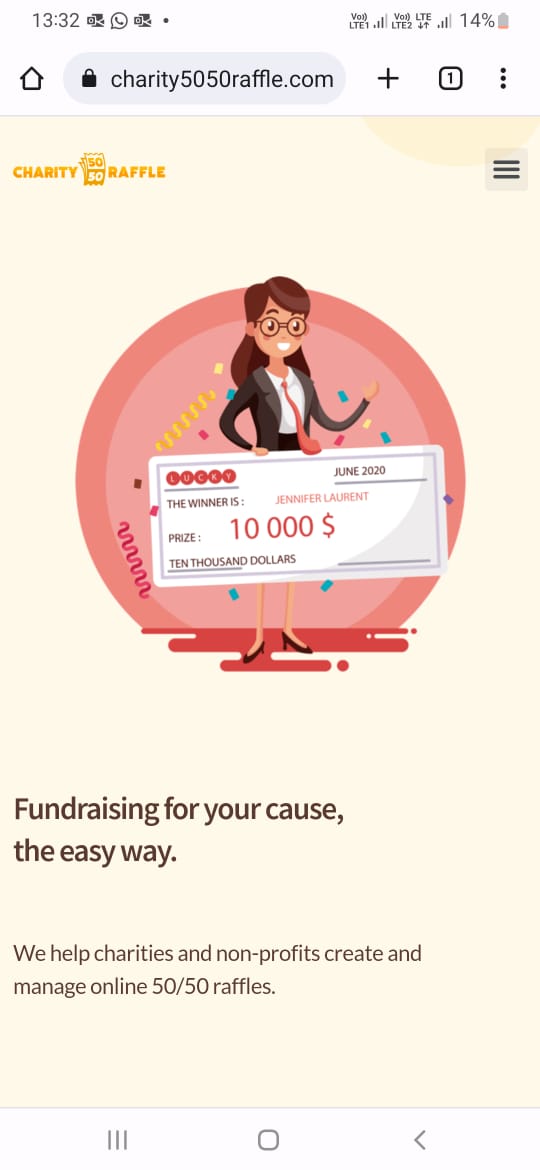 13:32
Vo)) LTE1 Vo)) LTE2 LTE 14%
charity5050raffle.com
1
CHARITY 50 50 RAFFLE
LUCKY
JUNE 2020
THE WINNER IS : JENNIFER LAURENT
PRIZE : 10 000 $
TEN THOUSAND DOLLARS
Fundraising for your cause,
the easy way.
We help charities and non-profits create and
manage online 50/50 raffles.